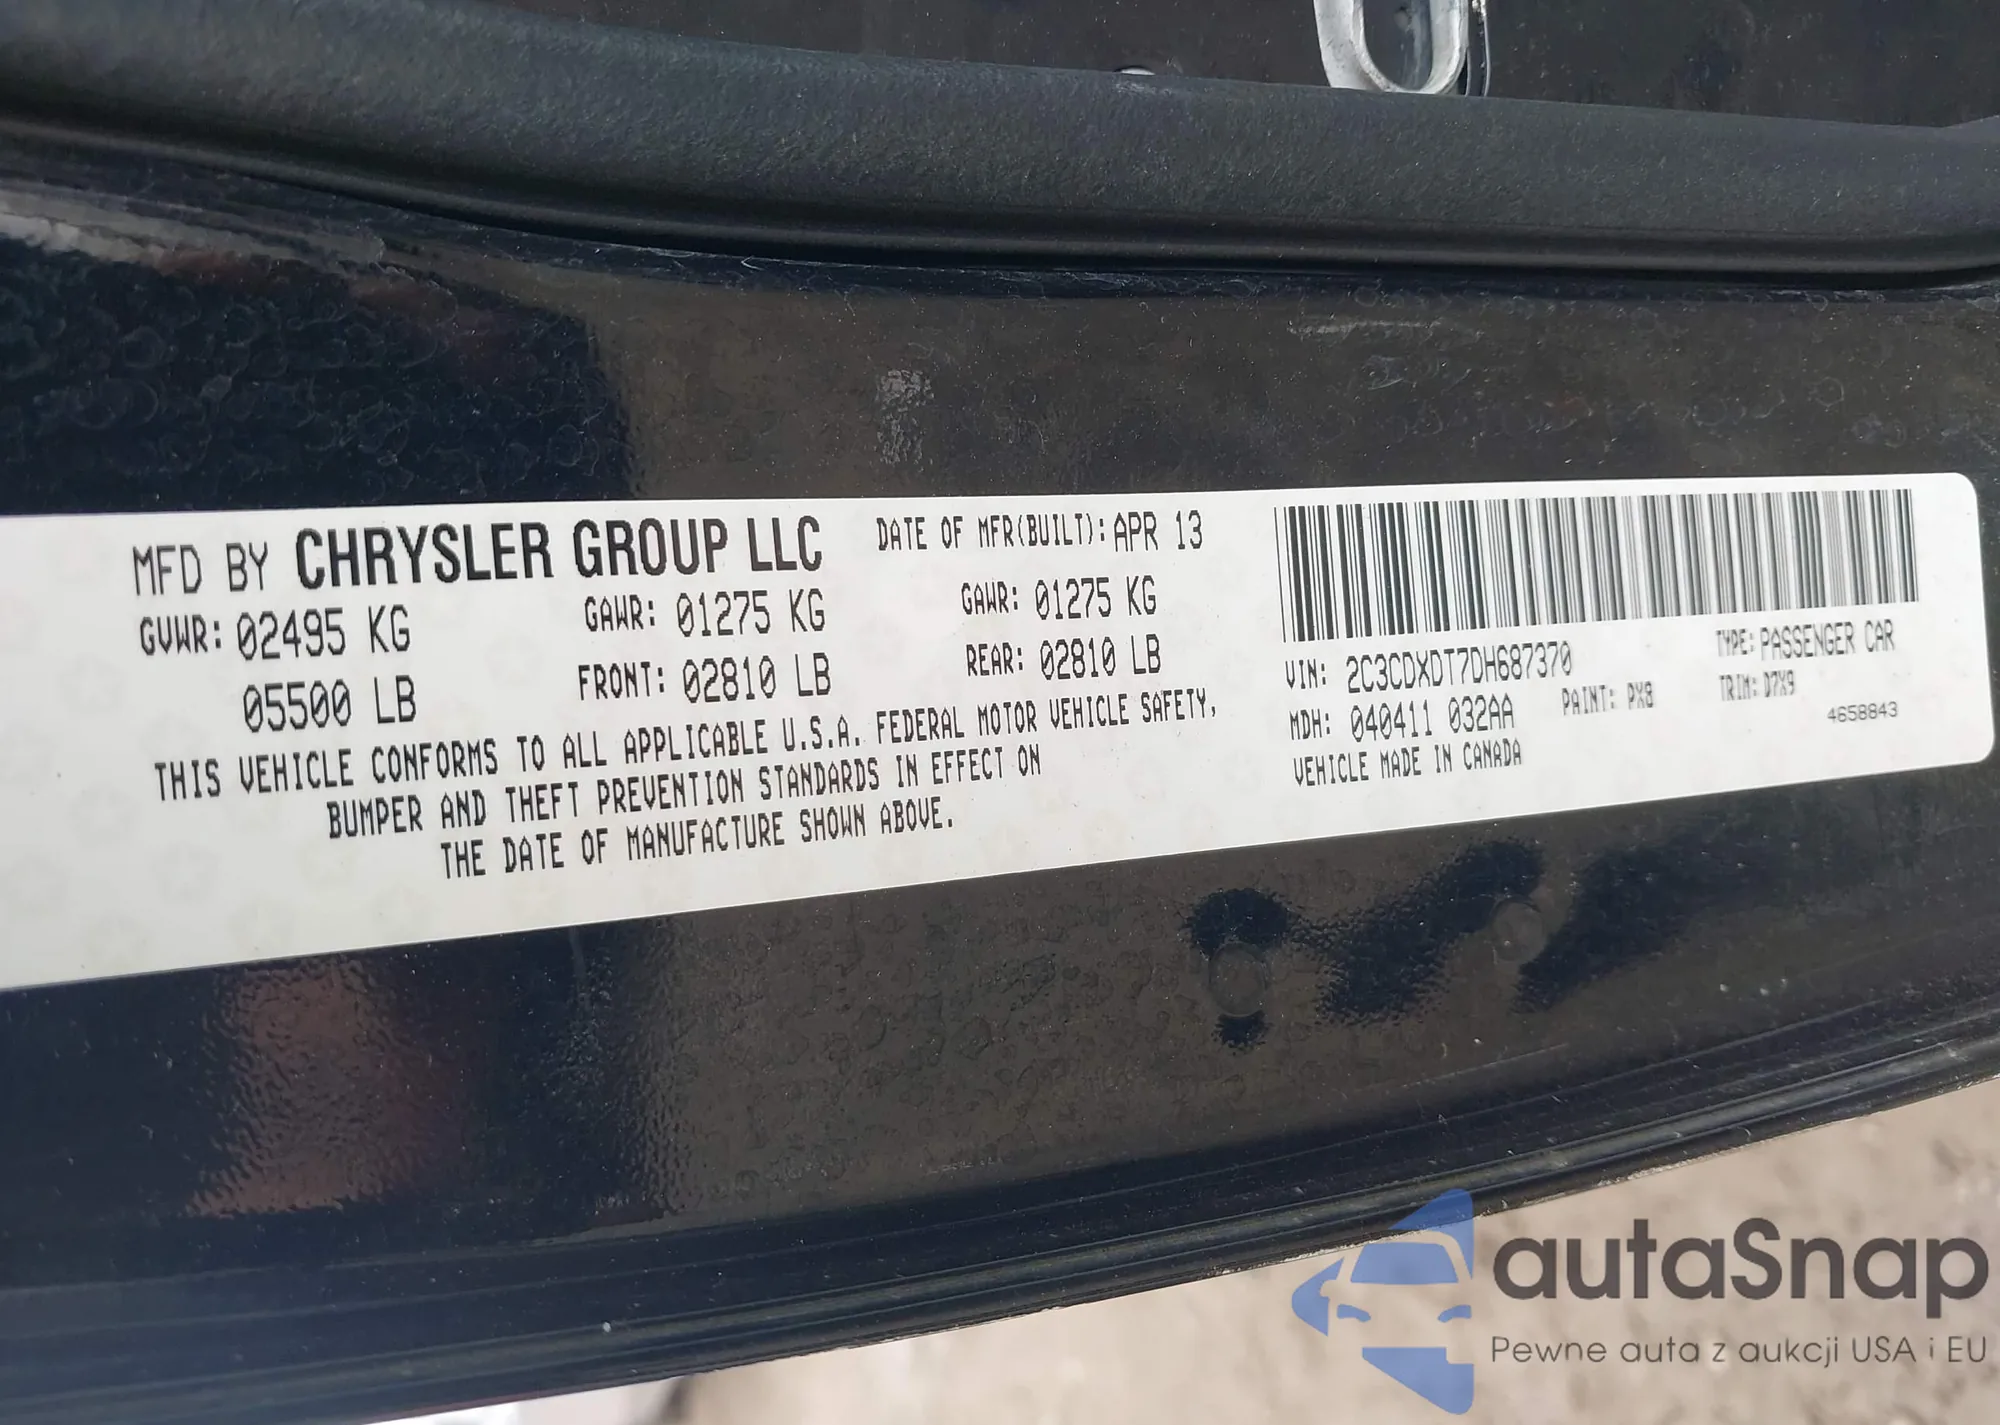 MFD BY CHRYSLER GROUP LLC DATE OF MFR(BUILT): APR 13
GVWR: 02495 KG GAWR: 01275 KG GAWR: 01275 KG
05500 LB FRONT: 02810 LB REAR: 02810 LB
THIS VEHICLE CONFORMS TO ALL APPLICABLE U.S.A. FEDERAL MOTOR VEHICLE SAFETY,
BUMPER AND THEFT PREVENTION STANDARDS IN EFFECT ON
THE DATE OF MANUFACTURE SHOWN ABOVE.
VIN: 2C3CDXDT7DH687370 TYPE: PASSENGER CAR
MDH: 040411 032AA PAINT: PX8 TRIM: D7X9
VEHICLE MADE IN CANADA 4658843
autaSnap
Pewne auta z aukcji USA i EU